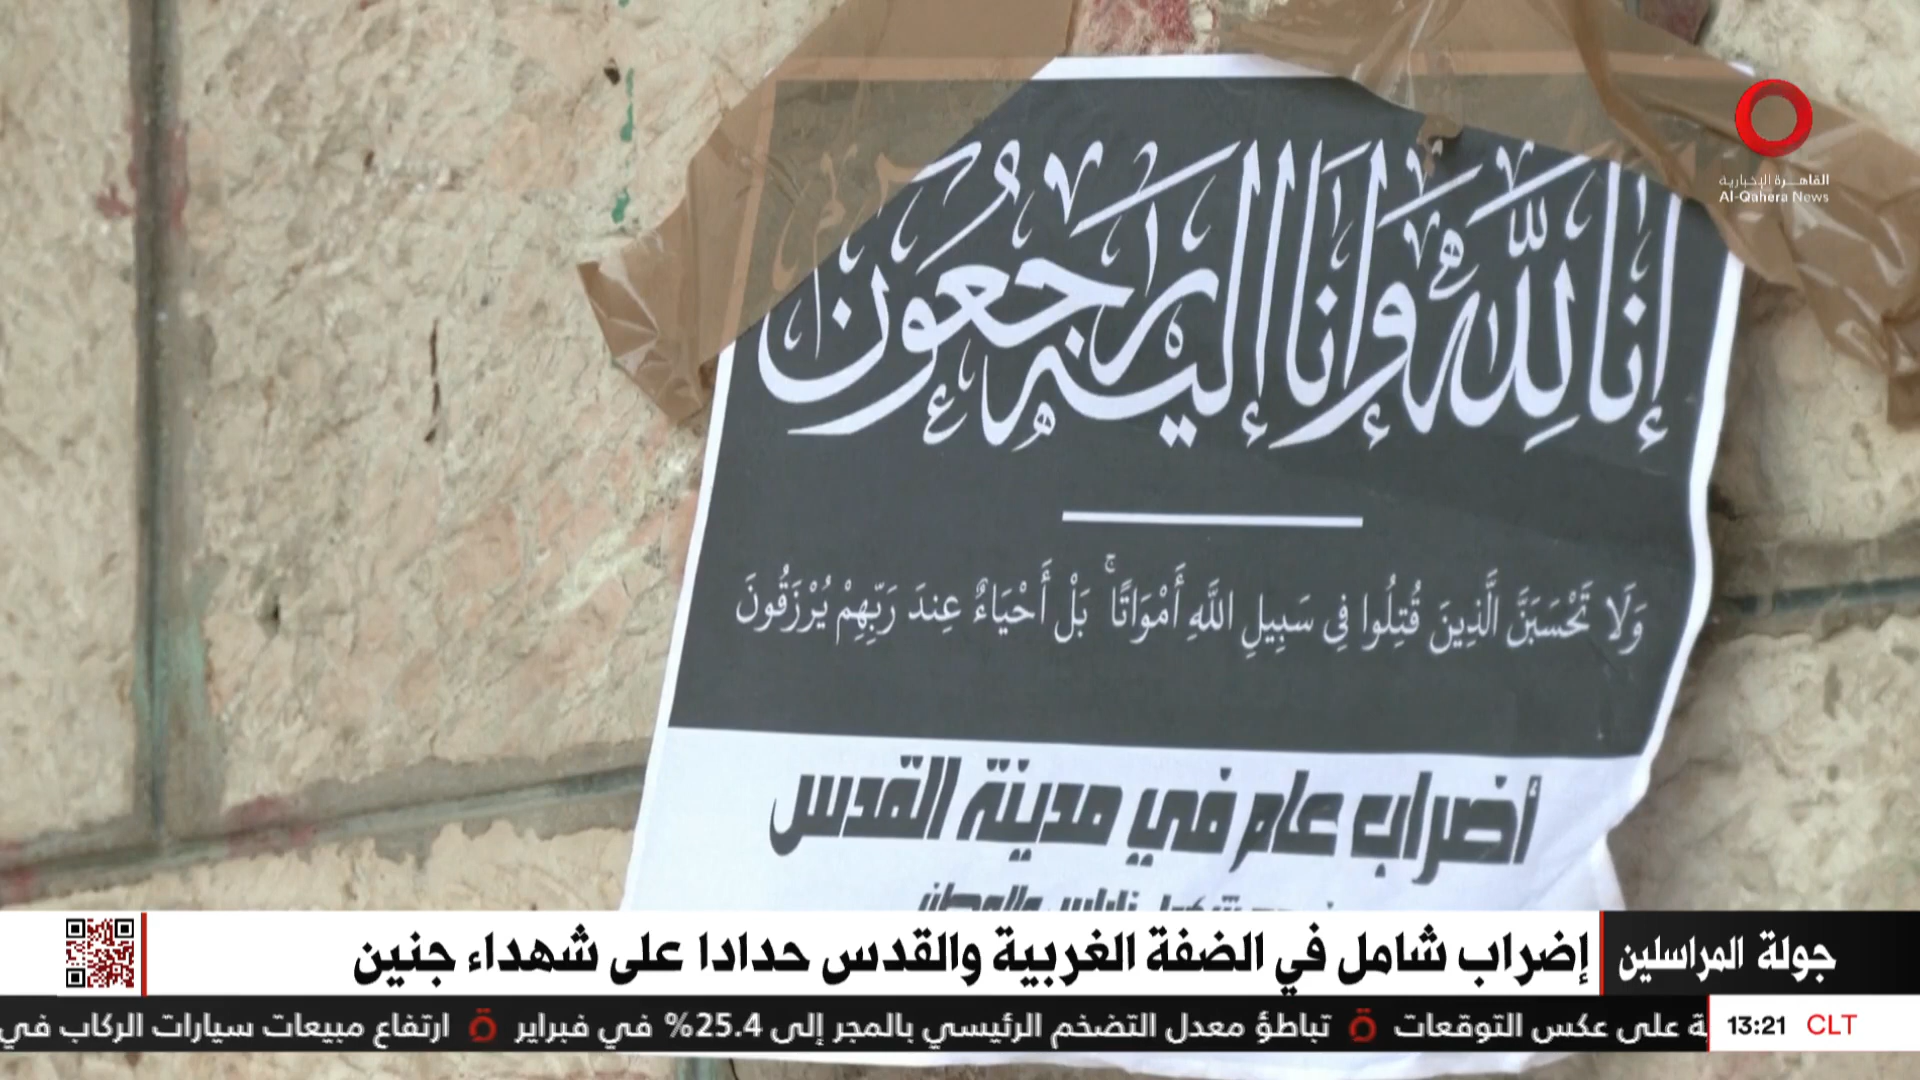 القاهرة الإخبارية
Al-Qahera News
إنا لله وإنا إليه راجعون
وَلَا تَحْسَبَنَّ الَّذِينَ قُتِلُوا فِي سَبِيلِ اللَّهِ أَمْوَاتًا ۚ بَلْ أَحْيَاءٌ عِندَ رَبِّهِمْ يُرْزَقُونَ
أضراب عام في مدينة القدس
جولة المراسلين
إضراب شامل في الضفة الغربية والقدس حدادا على شهداء جنين
13:21 CLT
على عكس التوقعات
تباطؤ معدل التضخم الرئيسي بالمجر إلى 25.4% في فبراير
ارتفاع مبيعات سيارات الركاب في